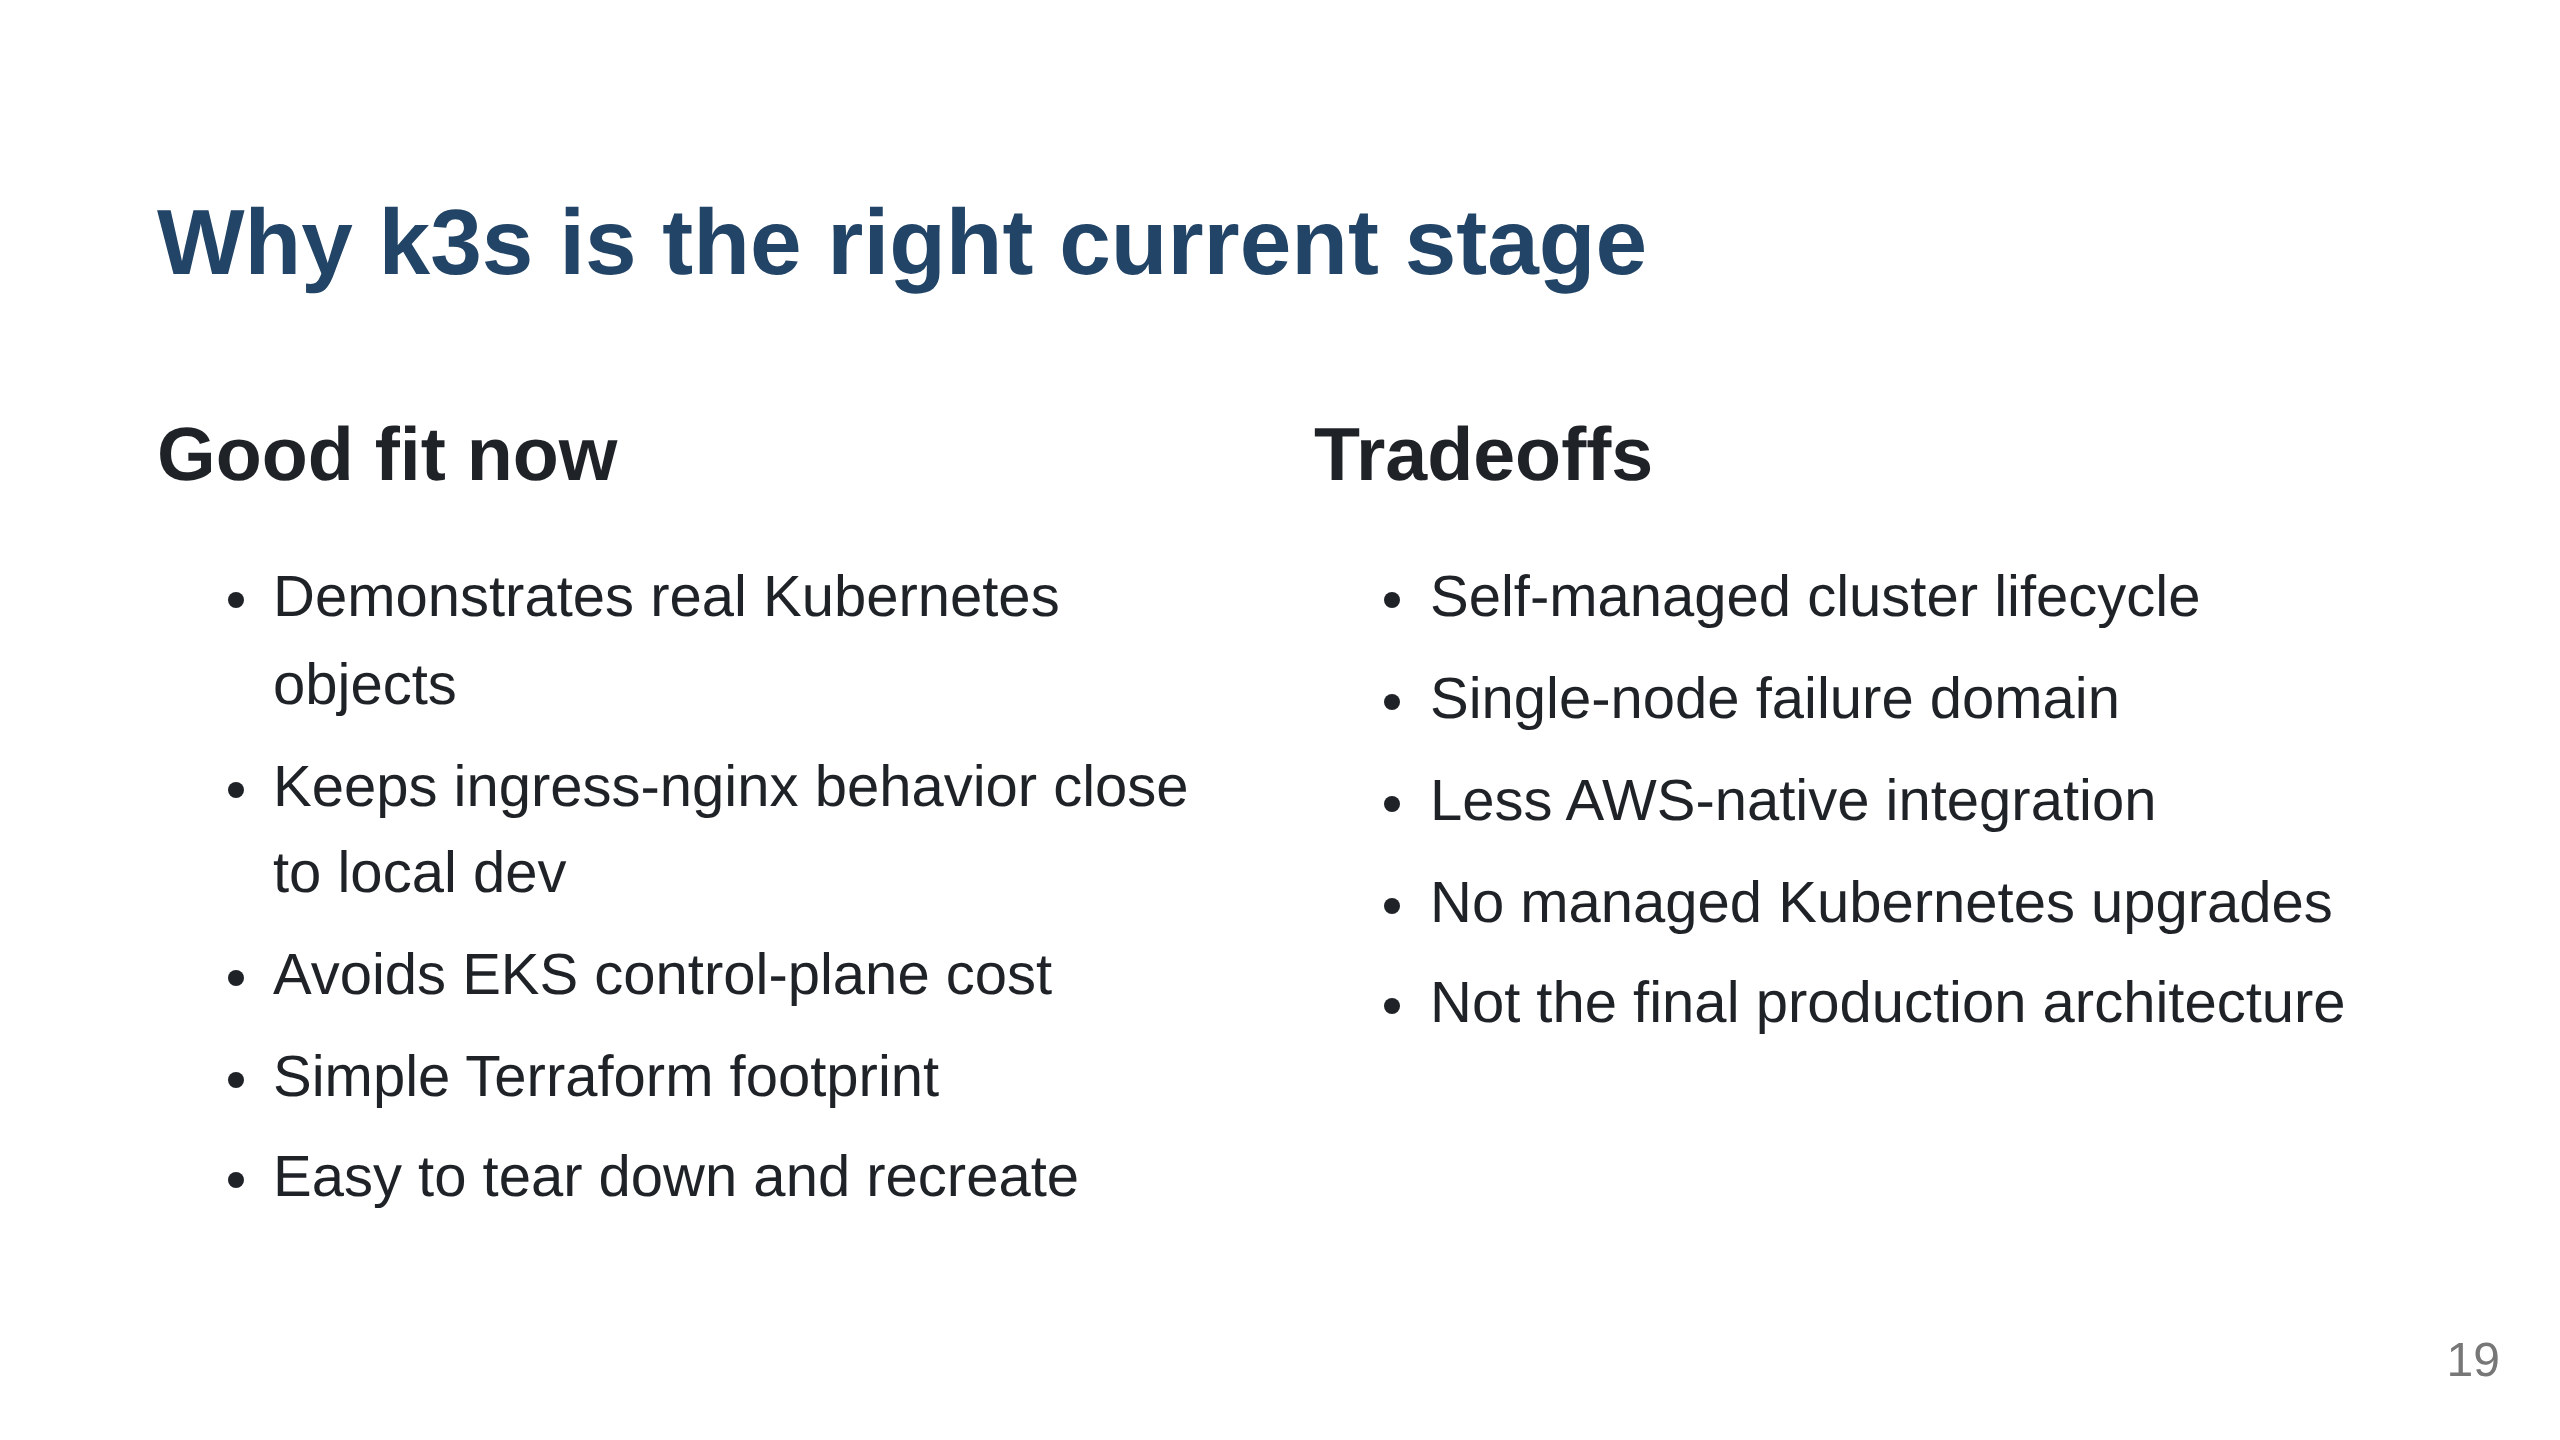 Why k3s is the right current stage
Good fit now
• Demonstrates real Kubernetes
objects
• Keeps ingress-nginx behavior close
to local dev
• Avoids EKS control-plane cost
• Simple Terraform footprint
• Easy to tear down and recreate
Tradeoffs
• Self-managed cluster lifecycle
• Single-node failure domain
• Less AWS-native integration
• No managed Kubernetes upgrades
• Not the final production architecture
19